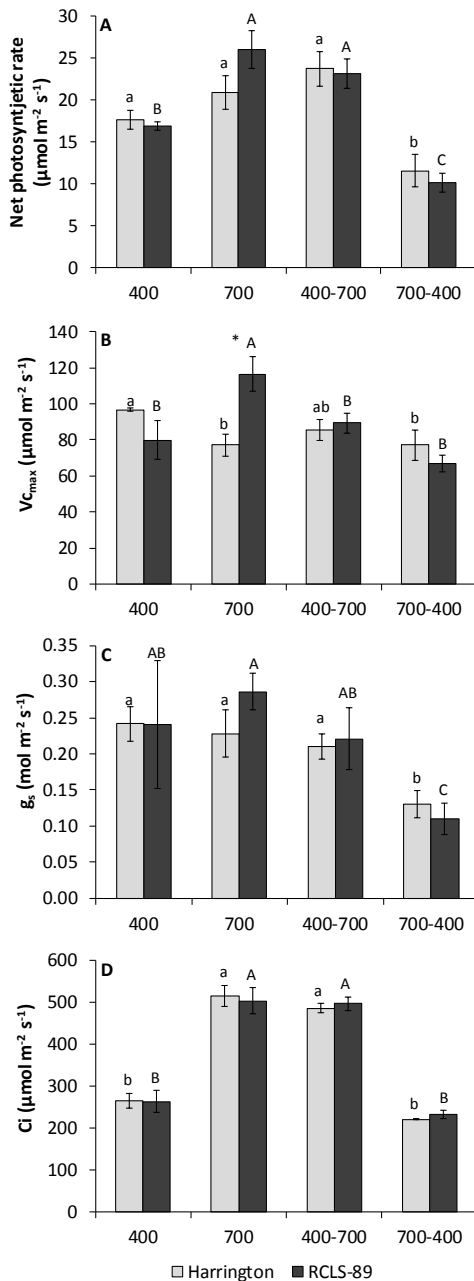 A
Net photosyntjetic rate
(µmol m⁻² s⁻¹)
30
25
20
15
10
5
0
a B a A a A b C
400 700 400-700 700-400
B
Vc_max (µmol m⁻² s⁻¹)
140
120
100
80
60
40
20
0
a B b * A ab B b B
400 700 400-700 700-400
C
g_s (mol m⁻² s⁻¹)
0.35
0.30
0.25
0.20
0.15
0.10
0.05
0.00
a AB a A a AB b C
400 700 400-700 700-400
D
Ci (µmol m⁻² s⁻¹)
600
500
400
300
200
100
0
b B a A a A b B
400 700 400-700 700-400
Harrington RCLS-89